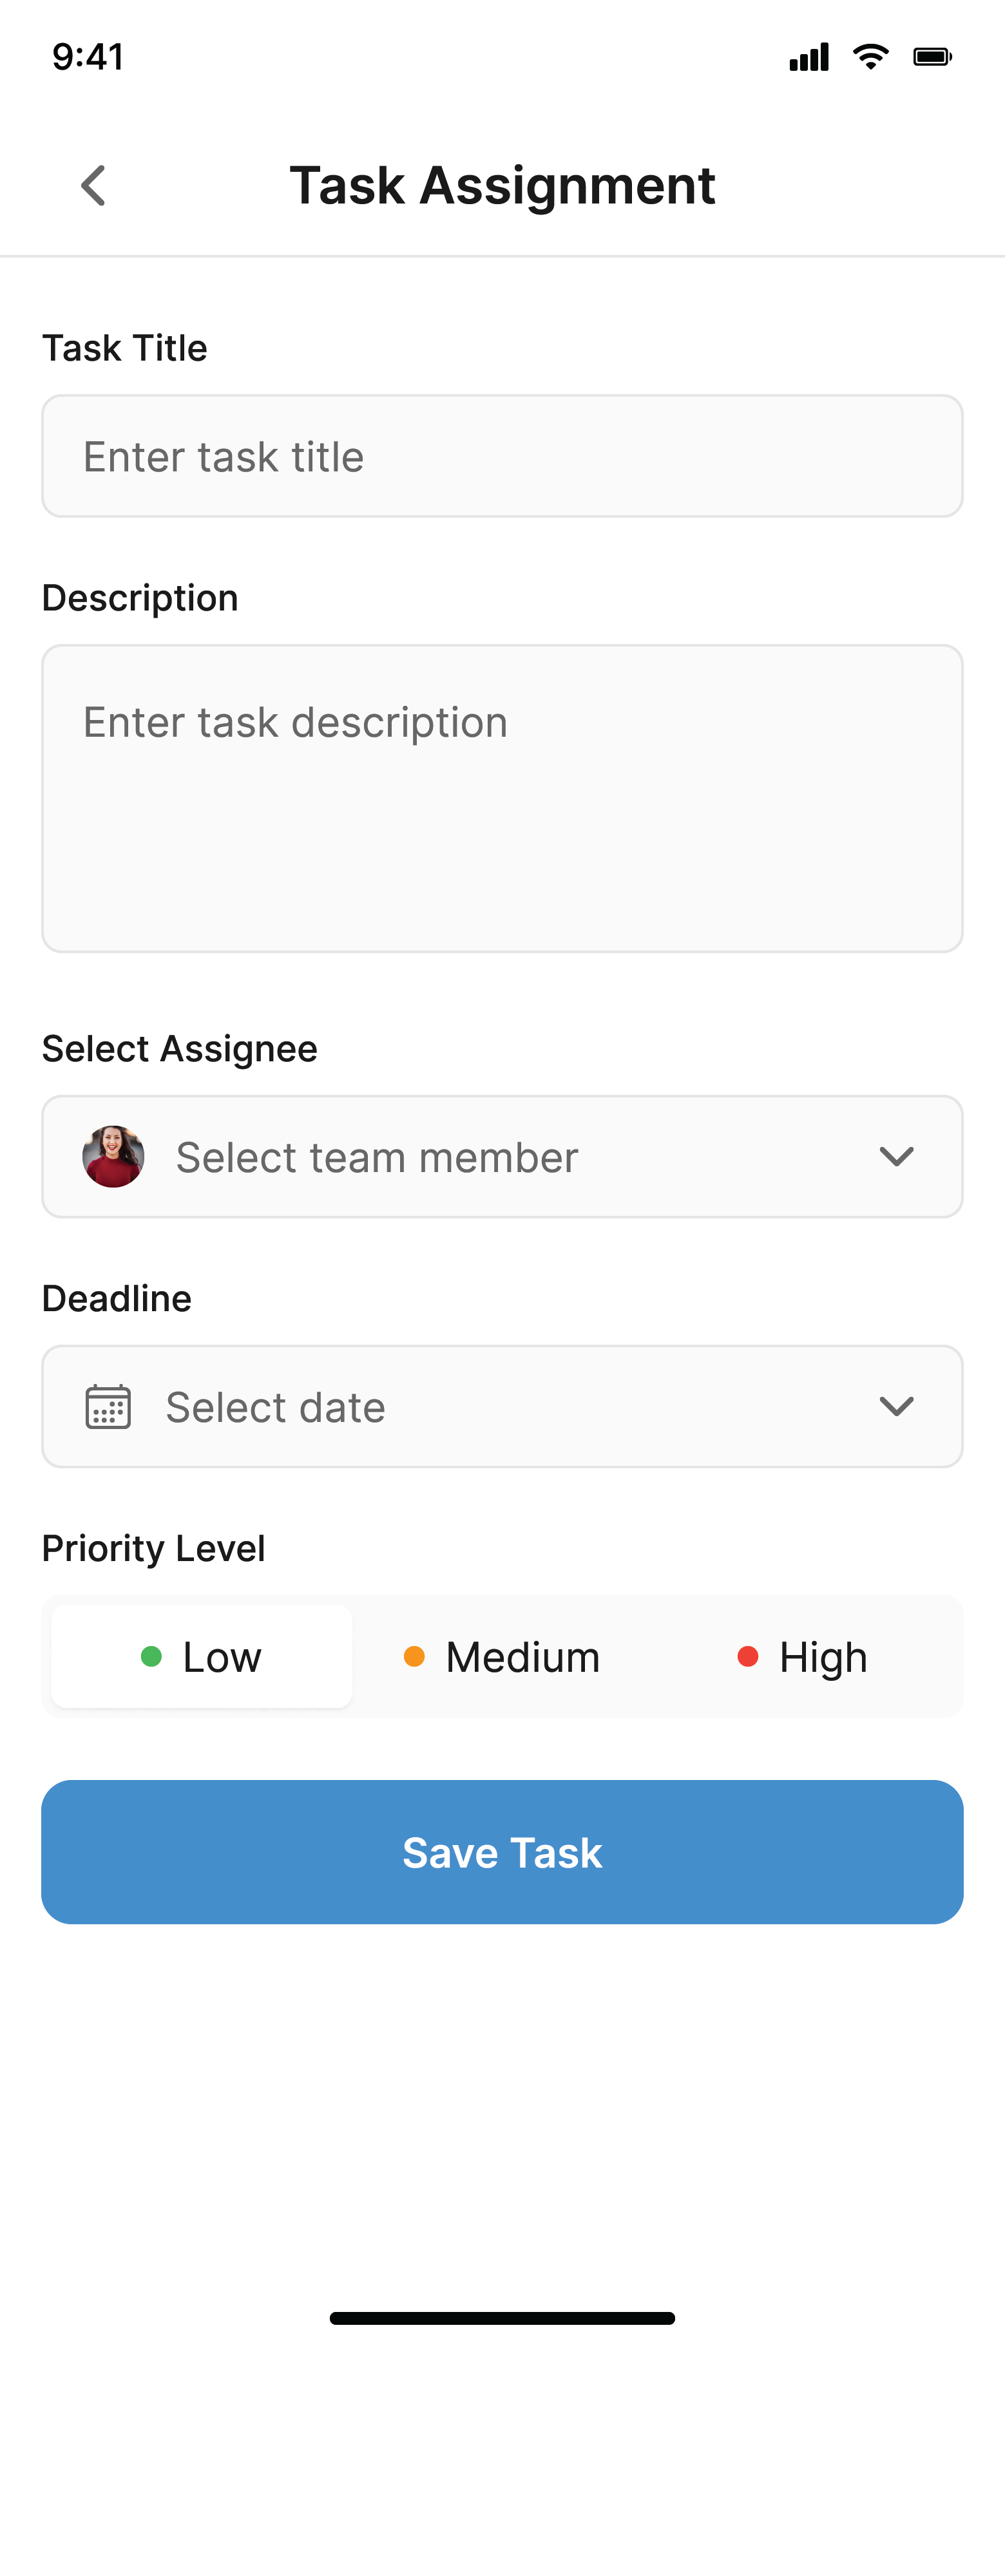 9:41
Task Assignment
Task Title
Enter task title
Description
Enter task description
Select Assignee
Select team member
Deadline
Select date
Priority Level
Low Medium High
Save Task